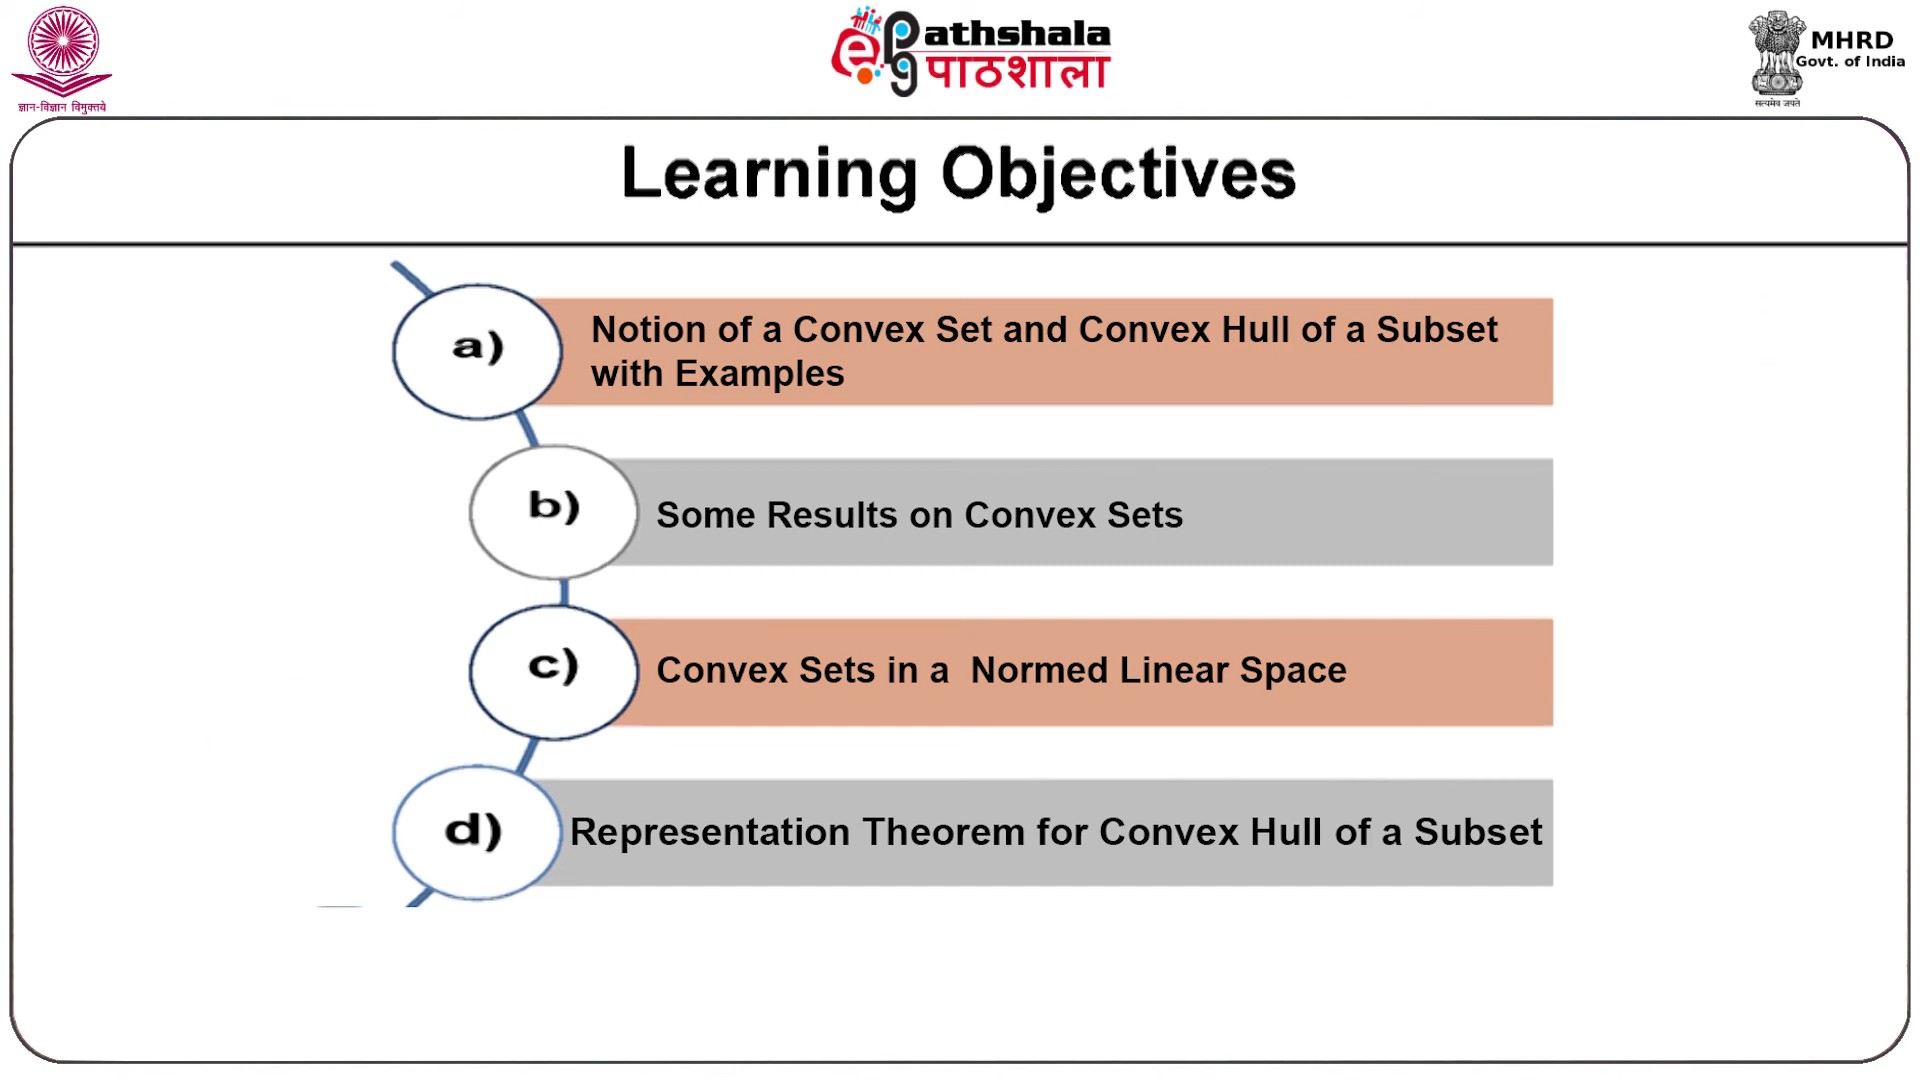 ज्ञान-विज्ञान विमुक्तये
ePathshala
पाठशाला
MHRD
Govt. of India
सत्यमेव जयते
Learning Objectives
a)
Notion of a Convex Set and Convex Hull of a Subset
with Examples
b)
Some Results on Convex Sets
c)
Convex Sets in a Normed Linear Space
d)
Representation Theorem for Convex Hull of a Subset